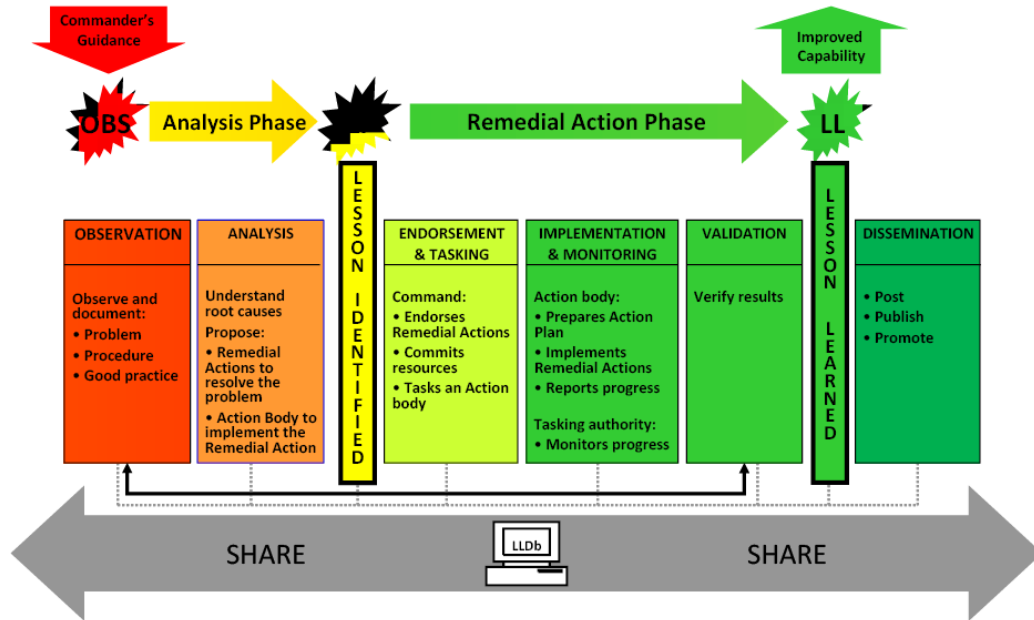 Commander's
Guidance
Improved
Capability
OBS
Analysis Phase
Remedial Action Phase
LL
OBSERVATION
Observe and
document:
• Problem
• Procedure
• Good practice
ANALYSIS
Understand
root causes
Propose:
• Remedial
Actions to
resolve the
problem
• Action Body to
implement the
Remedial Action
LESSON IDENTIFIED
ENDORSEMENT
& TASKING
Command:
• Endorses
Remedial Actions
• Commits
resources
• Tasks an Action
body
IMPLEMENTATION
& MONITORING
Action body:
• Prepares Action
Plan
• Implements
Remedial Actions
• Reports progress
Tasking authority:
• Monitors progress
VALIDATION
Verify results
LESSON LEARNED
DISSEMINATION
• Post
• Publish
• Promote
SHARE
LLDb
SHARE